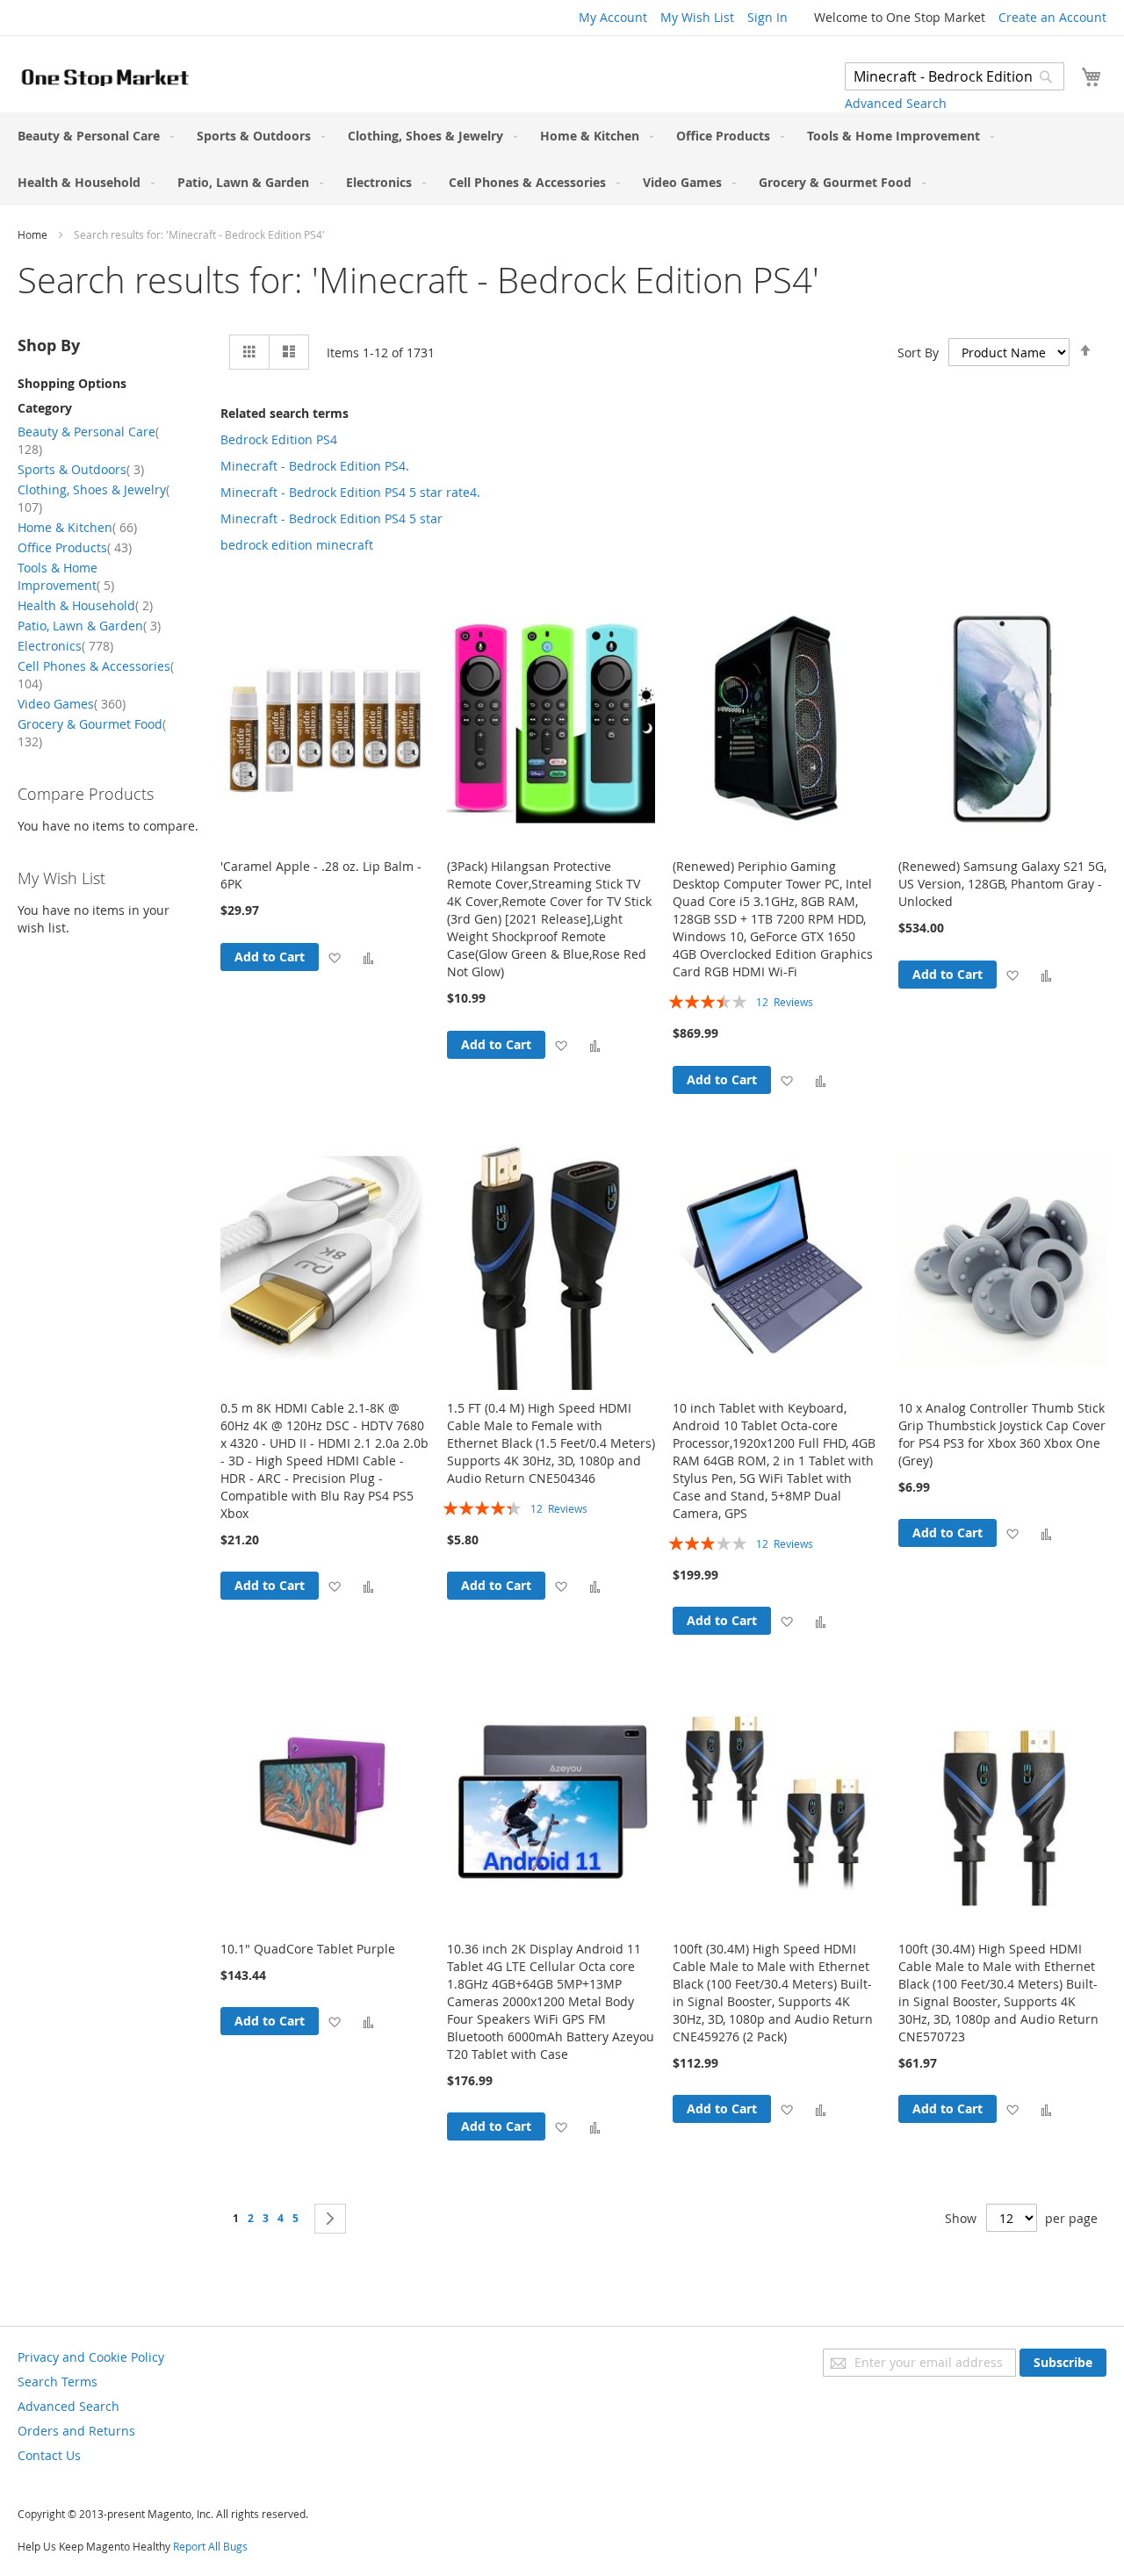 My Account My Wish List Sign In Welcome to One Stop Market Create an Account
One Stop Market
Minecraft - Bedrock Edition
Advanced Search
Beauty & Personal Care Sports & Outdoors Clothing, Shoes & Jewelry Home & Kitchen Office Products Tools & Home Improvement
Health & Household Patio, Lawn & Garden Electronics Cell Phones & Accessories Video Games Grocery & Gourmet Food
Home Search results for: 'Minecraft - Bedrock Edition PS4'
Search results for: 'Minecraft - Bedrock Edition PS4'
Shop By
Shopping Options
Category
Beauty & Personal Care(
128)
Sports & Outdoors( 3)
Clothing, Shoes & Jewelry(
107)
Home & Kitchen( 66)
Office Products( 43)
Tools & Home
Improvement( 5)
Health & Household( 2)
Patio, Lawn & Garden( 3)
Electronics( 778)
Cell Phones & Accessories(
104)
Video Games( 360)
Grocery & Gourmet Food(
132)
Compare Products
You have no items to compare.
My Wish List
You have no items in your
wish list.
Items 1-12 of 1731
Sort By Product Name
Related search terms
Bedrock Edition PS4
Minecraft - Bedrock Edition PS4.
Minecraft - Bedrock Edition PS4 5 star rate4.
Minecraft - Bedrock Edition PS4 5 star
bedrock edition minecraft
'Caramel Apple - .28 oz. Lip Balm -
6PK
$29.97
Add to Cart
(3Pack) Hilangsan Protective
Remote Cover,Streaming Stick TV
4K Cover,Remote Cover for TV Stick
(3rd Gen) [2021 Release],Light
Weight Shockproof Remote
Case(Glow Green & Blue,Rose Red
Not Glow)
$10.99
Add to Cart
(Renewed) Periphio Gaming
Desktop Computer Tower PC, Intel
Quad Core i5 3.1GHz, 8GB RAM,
128GB SSD + 1TB 7200 RPM HDD,
Windows 10, GeForce GTX 1650
4GB Overclocked Edition Graphics
Card RGB HDMI Wi-Fi
12 Reviews
$869.99
Add to Cart
(Renewed) Samsung Galaxy S21 5G,
US Version, 128GB, Phantom Gray -
Unlocked
$534.00
Add to Cart
0.5 m 8K HDMI Cable 2.1-8K @
60Hz 4K @ 120Hz DSC - HDTV 7680
x 4320 - UHD II - HDMI 2.1 2.0a 2.0b
- 3D - High Speed HDMI Cable -
HDR - ARC - Precision Plug -
Compatible with Blu Ray PS4 PS5
Xbox
$21.20
Add to Cart
1.5 FT (0.4 M) High Speed HDMI
Cable Male to Female with
Ethernet Black (1.5 Feet/0.4 Meters)
Supports 4K 30Hz, 3D, 1080p and
Audio Return CNE504346
12 Reviews
$5.80
Add to Cart
10 inch Tablet with Keyboard,
Android 10 Tablet Octa-core
Processor,1920x1200 Full FHD, 4GB
RAM 64GB ROM, 2 in 1 Tablet with
Stylus Pen, 5G WiFi Tablet with
Case and Stand, 5+8MP Dual
Camera, GPS
12 Reviews
$199.99
Add to Cart
10 x Analog Controller Thumb Stick
Grip Thumbstick Joystick Cap Cover
for PS4 PS3 for Xbox 360 Xbox One
(Grey)
$6.99
Add to Cart
Azeyou
Android 11
10.1" QuadCore Tablet Purple
$143.44
Add to Cart
10.36 inch 2K Display Android 11
Tablet 4G LTE Cellular Octa core
1.8GHz 4GB+64GB 5MP+13MP
Cameras 2000x1200 Metal Body
Four Speakers WiFi GPS FM
Bluetooth 6000mAh Battery Azeyou
T20 Tablet with Case
$176.99
Add to Cart
100ft (30.4M) High Speed HDMI
Cable Male to Male with Ethernet
Black (100 Feet/30.4 Meters) Built-
in Signal Booster, Supports 4K
30Hz, 3D, 1080p and Audio Return
CNE459276 (2 Pack)
$112.99
Add to Cart
100ft (30.4M) High Speed HDMI
Cable Male to Male with Ethernet
Black (100 Feet/30.4 Meters) Built-
in Signal Booster, Supports 4K
30Hz, 3D, 1080p and Audio Return
CNE570723
$61.97
Add to Cart
1 2 3 4 5
Show 12 per page
Privacy and Cookie Policy
Search Terms
Advanced Search
Orders and Returns
Contact Us
Enter your email address Subscribe
Copyright © 2013-present Magento, Inc. All rights reserved.
Help Us Keep Magento Healthy Report All Bugs